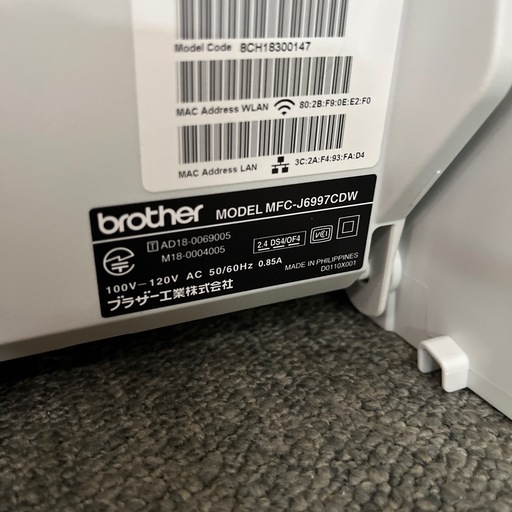 Model Code 8CH18300147
MAC Address WLAN 80:2B:F9:0E:E2:F0
MAC Address LAN 3C:2A:F4:93:FA:D4
brother MODEL MFC-J6997CDW
T AD18-0069005
M18-0004005
2.4 DS4/OF4
VCI
100V－120V AC 50/60Hz 0.85A
MADE IN PHILIPPINES
D0110X001
ブラザー工業株式会社